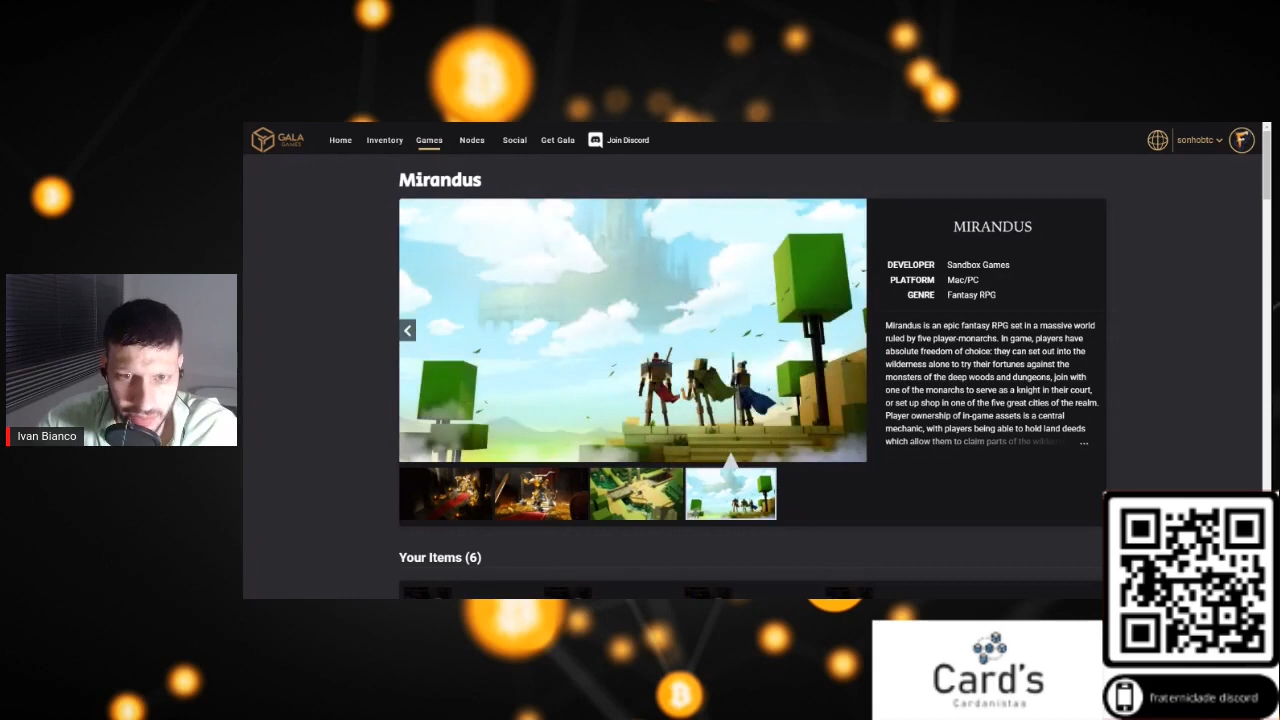 GALA
GAMES
Home
Inventory
Games
Nodes
Social
Get Gala
Join Discord
sonhobtc
F
Mirandus
MIRANDUS
DEVELOPER Sandbox Games
PLATFORM Mac/PC
GENRE Fantasy RPG
Mirandus is an epic fantasy RPG set in a massive world
ruled by five player-monarchs. In game, players have
absolute freedom of choice: they can set out into the
wilderness alone to try their fortunes against the
monsters of the deep woods and dungeons, join with
one of the monarchs to serve as a knight in their court,
or set up shop in one of the five great cities of the realm.
Player ownership of in-game assets is a central
mechanic, with players being able to hold land deeds
which allow them to claim parts of the
...
Your Items (6)
Ivan Bianco
Card's
Cardanistas
fraternidade discord